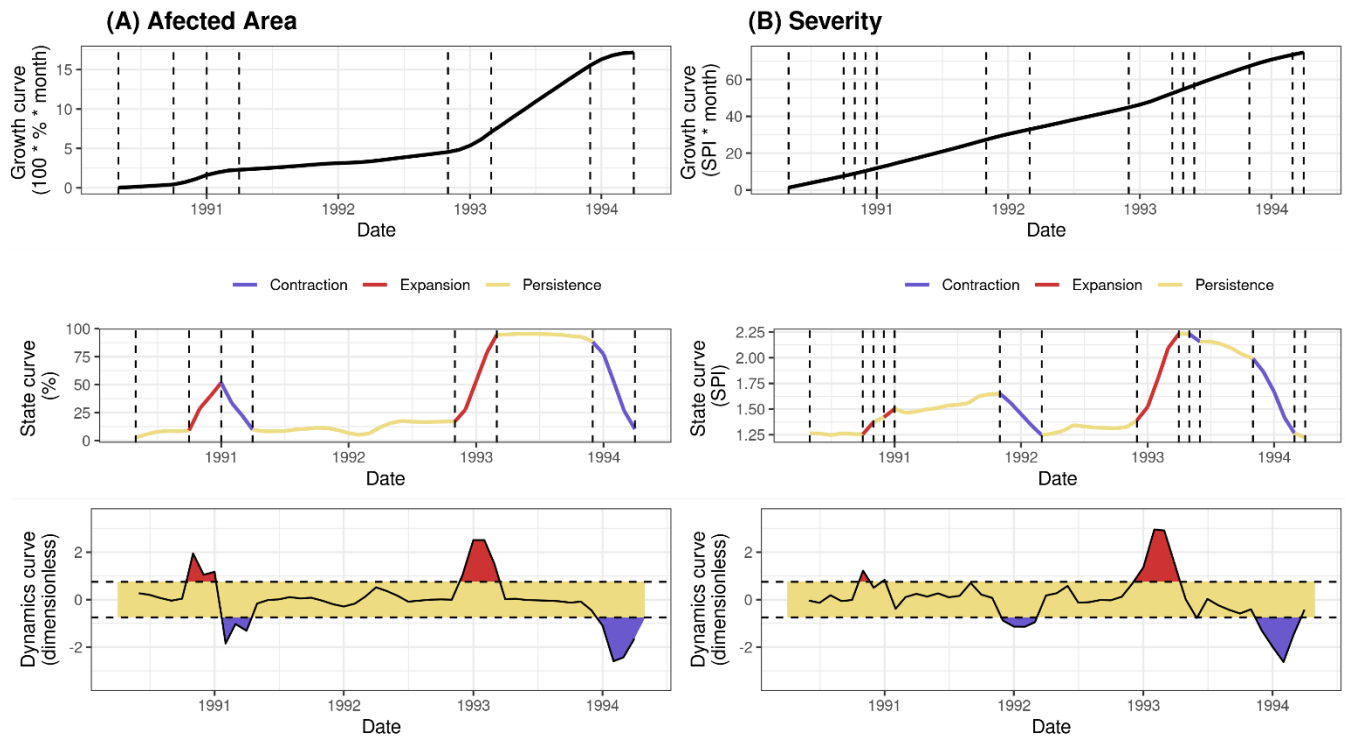 (A) Afected Area
Growth curve
(100 * % * month)
15
10
5
0
1991
1992
1993
1994
Date
(B) Severity
Growth curve
(SPI * month)
60
40
20
0
1991
1992
1993
1994
Date
Contraction
Expansion
Persistence
State curve
(%)
100
75
50
25
0
1991
1992
1993
1994
Date
Contraction
Expansion
Persistence
State curve
(SPI)
2.25
2.00
1.75
1.50
1.25
1991
1992
1993
1994
Date
Dynamics curve
(dimensionless)
2
0
-2
1991
1992
1993
1994
Date
Dynamics curve
(dimensionless)
2
0
-2
1991
1992
1993
1994
Date